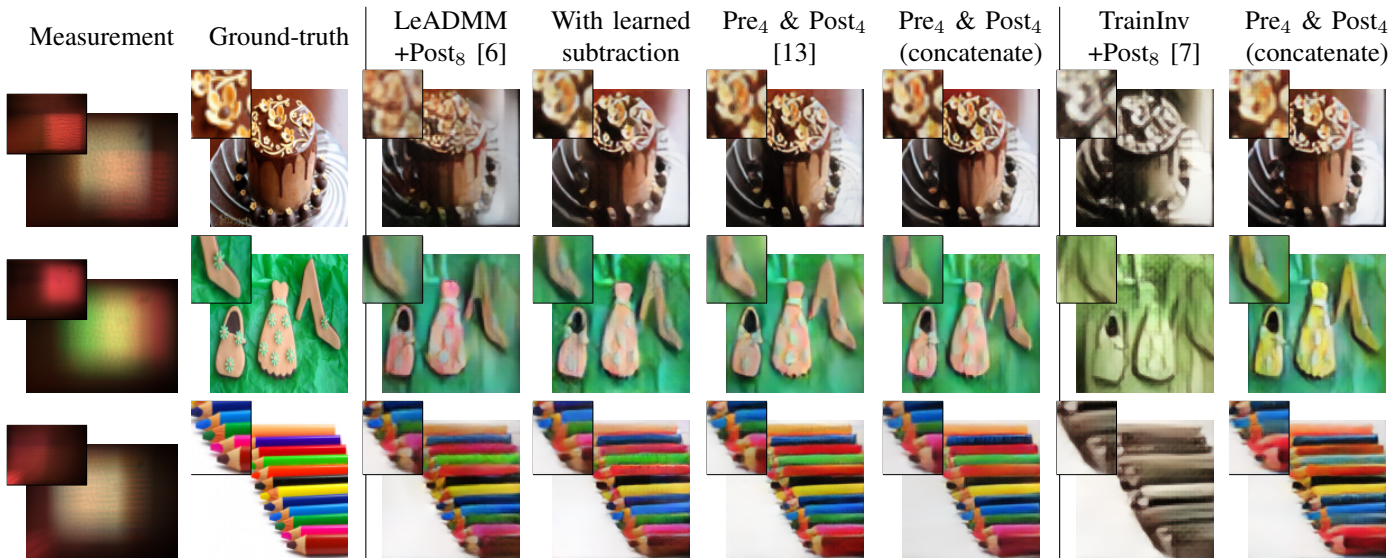 Measurement
Ground-truth
LeADMM
+Post₈ [6]
With learned
subtraction
Pre₄ & Post₄
[13]
Pre₄ & Post₄
(concatenate)
TrainInv
+Post₈ [7]
Pre₄ & Post₄
(concatenate)